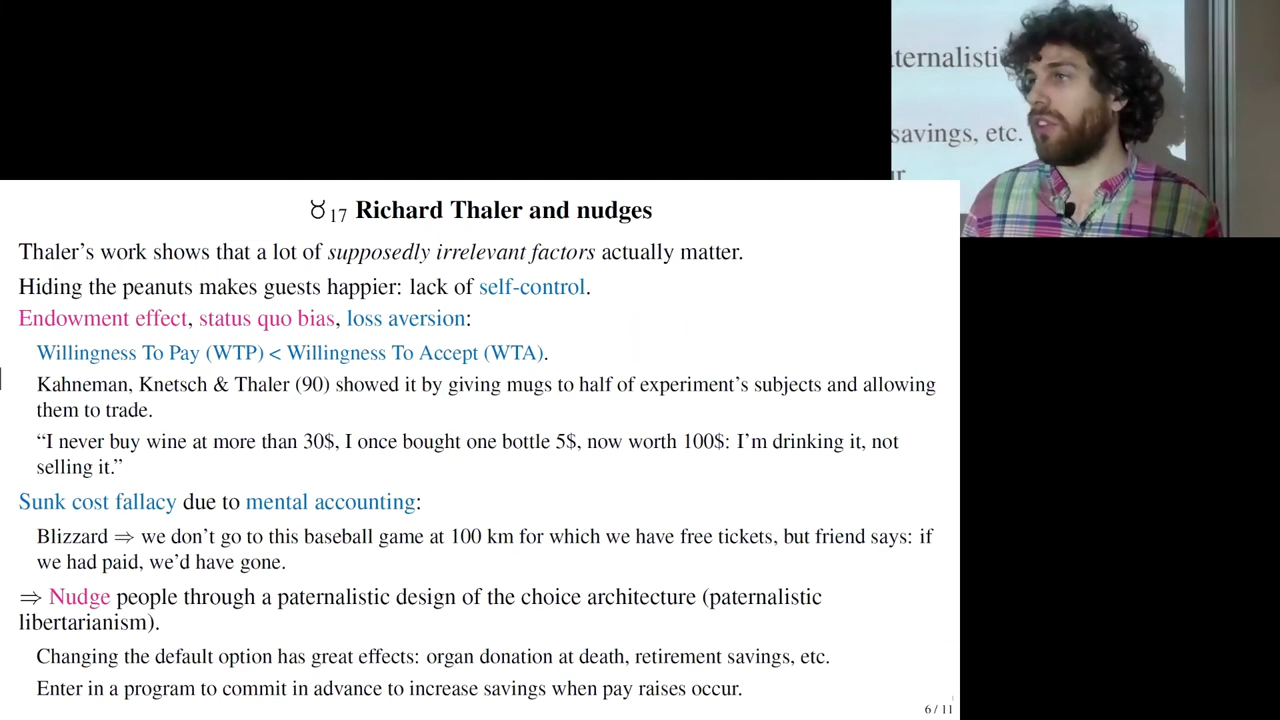 ternalisti
savings, etc.
ur
♉17 Richard Thaler and nudges
Thaler's work shows that a lot of supposedly irrelevant factors actually matter.
Hiding the peanuts makes guests happier: lack of self-control.
Endowment effect, status quo bias, loss aversion:
Willingness To Pay (WTP) < Willingness To Accept (WTA).
Kahneman, Knetsch & Thaler (90) showed it by giving mugs to half of experiment's subjects and allowing
them to trade.
“I never buy wine at more than 30$, I once bought one bottle 5$, now worth 100$: I'm drinking it, not
selling it.”
Sunk cost fallacy due to mental accounting:
Blizzard ⇒ we don't go to this baseball game at 100 km for which we have free tickets, but friend says: if
we had paid, we'd have gone.
⇒ Nudge people through a paternalistic design of the choice architecture (paternalistic
libertarianism).
Changing the default option has great effects: organ donation at death, retirement savings, etc.
Enter in a program to commit in advance to increase savings when pay raises occur.
6 / 11